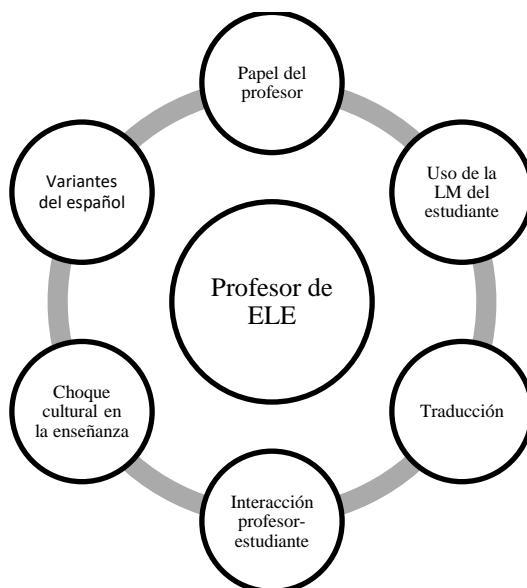 Papel del
profesor
Uso de la
LM del
estudiante
Traducción
Interacción
profesor-
estudiante
Choque
cultural en
la enseñanza
Variantes
del español
Profesor de
ELE